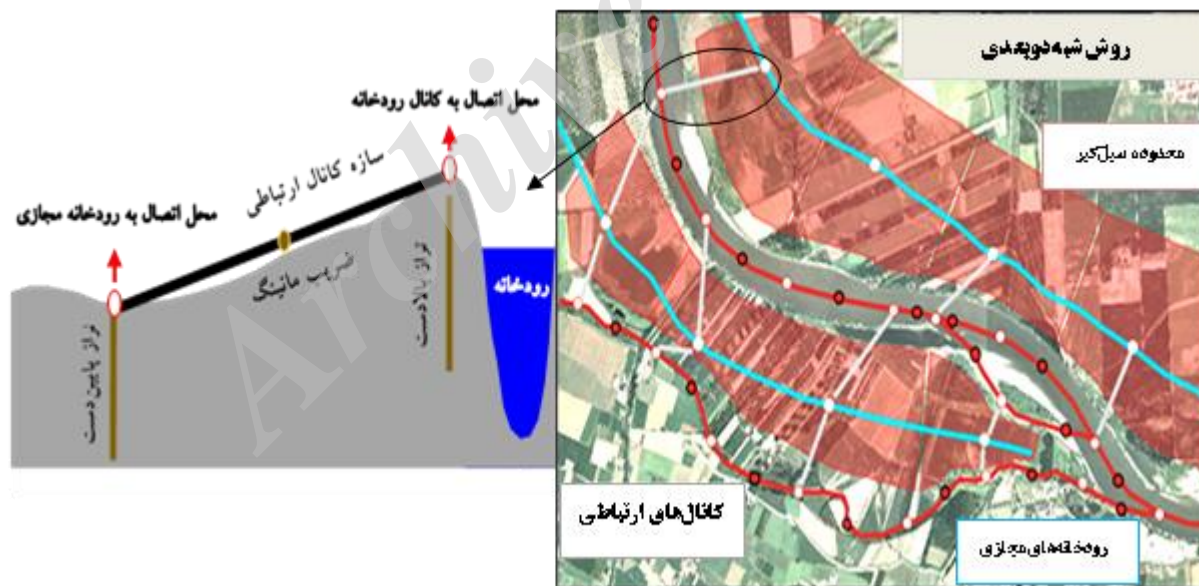 روش شبه‌دوبعدی
محدوده سیل‌گیر
محل اتصال به کانال رودخانه
سازه کانال ارتباطی
محل اتصال به رودخانه مجازی
ضریب مانینگ
رودخانه
تراز بالادست
تراز پایین دست
کانال‌های ارتباطی
رودخانه‌های مجازی